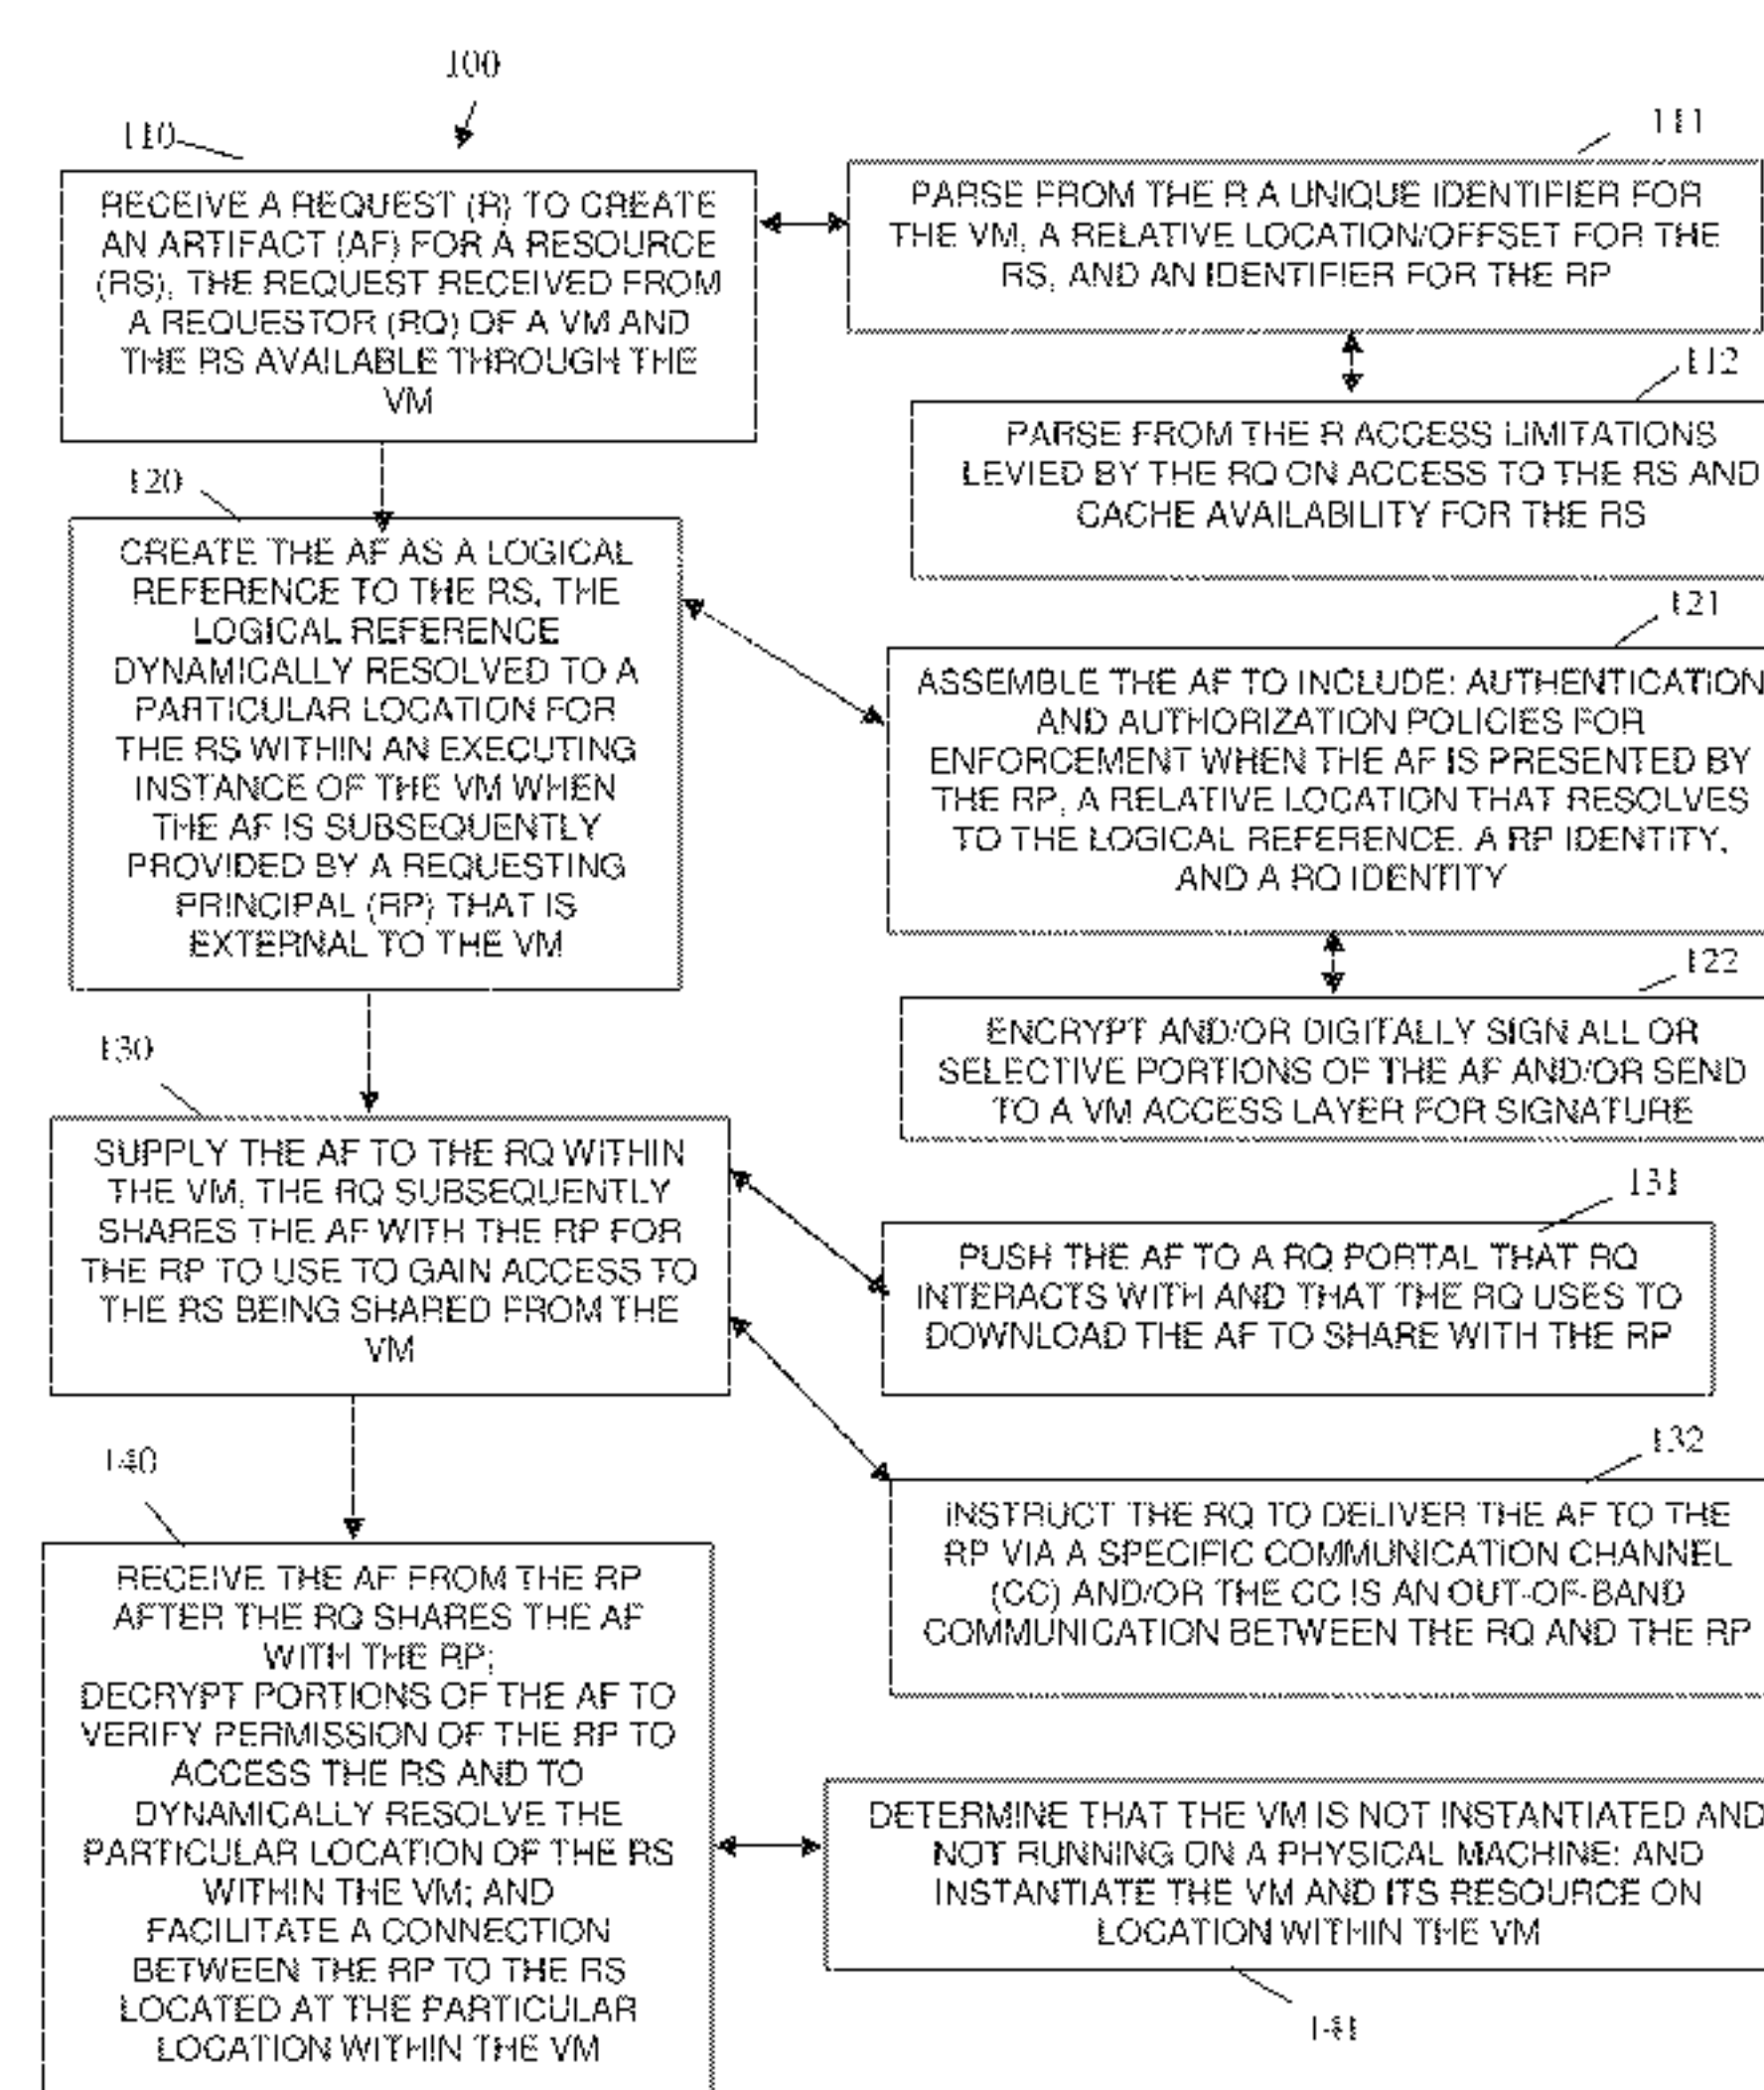 100
110
RECEIVE A REQUEST (R) TO CREATE
AN ARTIFACT (AF) FOR A RESOURCE
(RS), THE REQUEST RECEIVED FROM
A REQUESTOR (RQ) OF A VM AND
THE RS AVAILABLE THROUGH THE
VM
111
PARSE FROM THE R A UNIQUE IDENTIFIER FOR
THE VM, A RELATIVE LOCATION/OFFSET FOR THE
RS, AND AN IDENTIFIER FOR THE RP
112
PARSE FROM THE R ACCESS LIMITATIONS
LEVIED BY THE RQ ON ACCESS TO THE RS AND
CACHE AVAILABILITY FOR THE RS
120
CREATE THE AF AS A LOGICAL
REFERENCE TO THE RS, THE
LOGICAL REFERENCE
DYNAMICALLY RESOLVED TO A
PARTICULAR LOCATION FOR
THE RS WITHIN AN EXECUTING
INSTANCE OF THE VM WHEN
THE AF IS SUBSEQUENTLY
PROVIDED BY A REQUESTING
PRINCIPAL (RP) THAT IS
EXTERNAL TO THE VM
121
ASSEMBLE THE AF TO INCLUDE: AUTHENTICATION
AND AUTHORIZATION POLICIES FOR
ENFORCEMENT WHEN THE AF IS PRESENTED BY
THE RP, A RELATIVE LOCATION THAT RESOLVES
TO THE LOGICAL REFERENCE, A RP IDENTITY,
AND A RQ IDENTITY
122
ENCRYPT AND/OR DIGITALLY SIGN ALL OR
SELECTIVE PORTIONS OF THE AF AND/OR SEND
TO A VM ACCESS LAYER FOR SIGNATURE
130
SUPPLY THE AF TO THE RQ WITHIN
THE VM, THE RQ SUBSEQUENTLY
SHARES THE AF WITH THE RP FOR
THE RP TO USE TO GAIN ACCESS TO
THE RS BEING SHARED FROM THE
VM
131
PUSH THE AF TO A RQ PORTAL THAT RQ
INTERACTS WITH AND THAT THE RQ USES TO
DOWNLOAD THE AF TO SHARE WITH THE RP
132
INSTRUCT THE RQ TO DELIVER THE AF TO THE
RP VIA A SPECIFIC COMMUNICATION CHANNEL
(CC) AND/OR THE CC IS AN OUT-OF-BAND
COMMUNICATION BETWEEN THE RQ AND THE RP
140
RECEIVE THE AF FROM THE RP
AFTER THE RQ SHARES THE AF
WITH THE RP;
DECRYPT PORTIONS OF THE AF TO
VERIFY PERMISSION OF THE RP TO
ACCESS THE RS AND TO
DYNAMICALLY RESOLVE THE
PARTICULAR LOCATION OF THE RS
WITHIN THE VM; AND
FACILITATE A CONNECTION
BETWEEN THE RP TO THE RS
LOCATED AT THE PARTICULAR
LOCATION WITHIN THE VM
DETERMINE THAT THE VM IS NOT INSTANTIATED AND
NOT RUNNING ON A PHYSICAL MACHINE; AND
INSTANTIATE THE VM AND ITS RESOURCE ON
LOCATION WITHIN THE VM
141